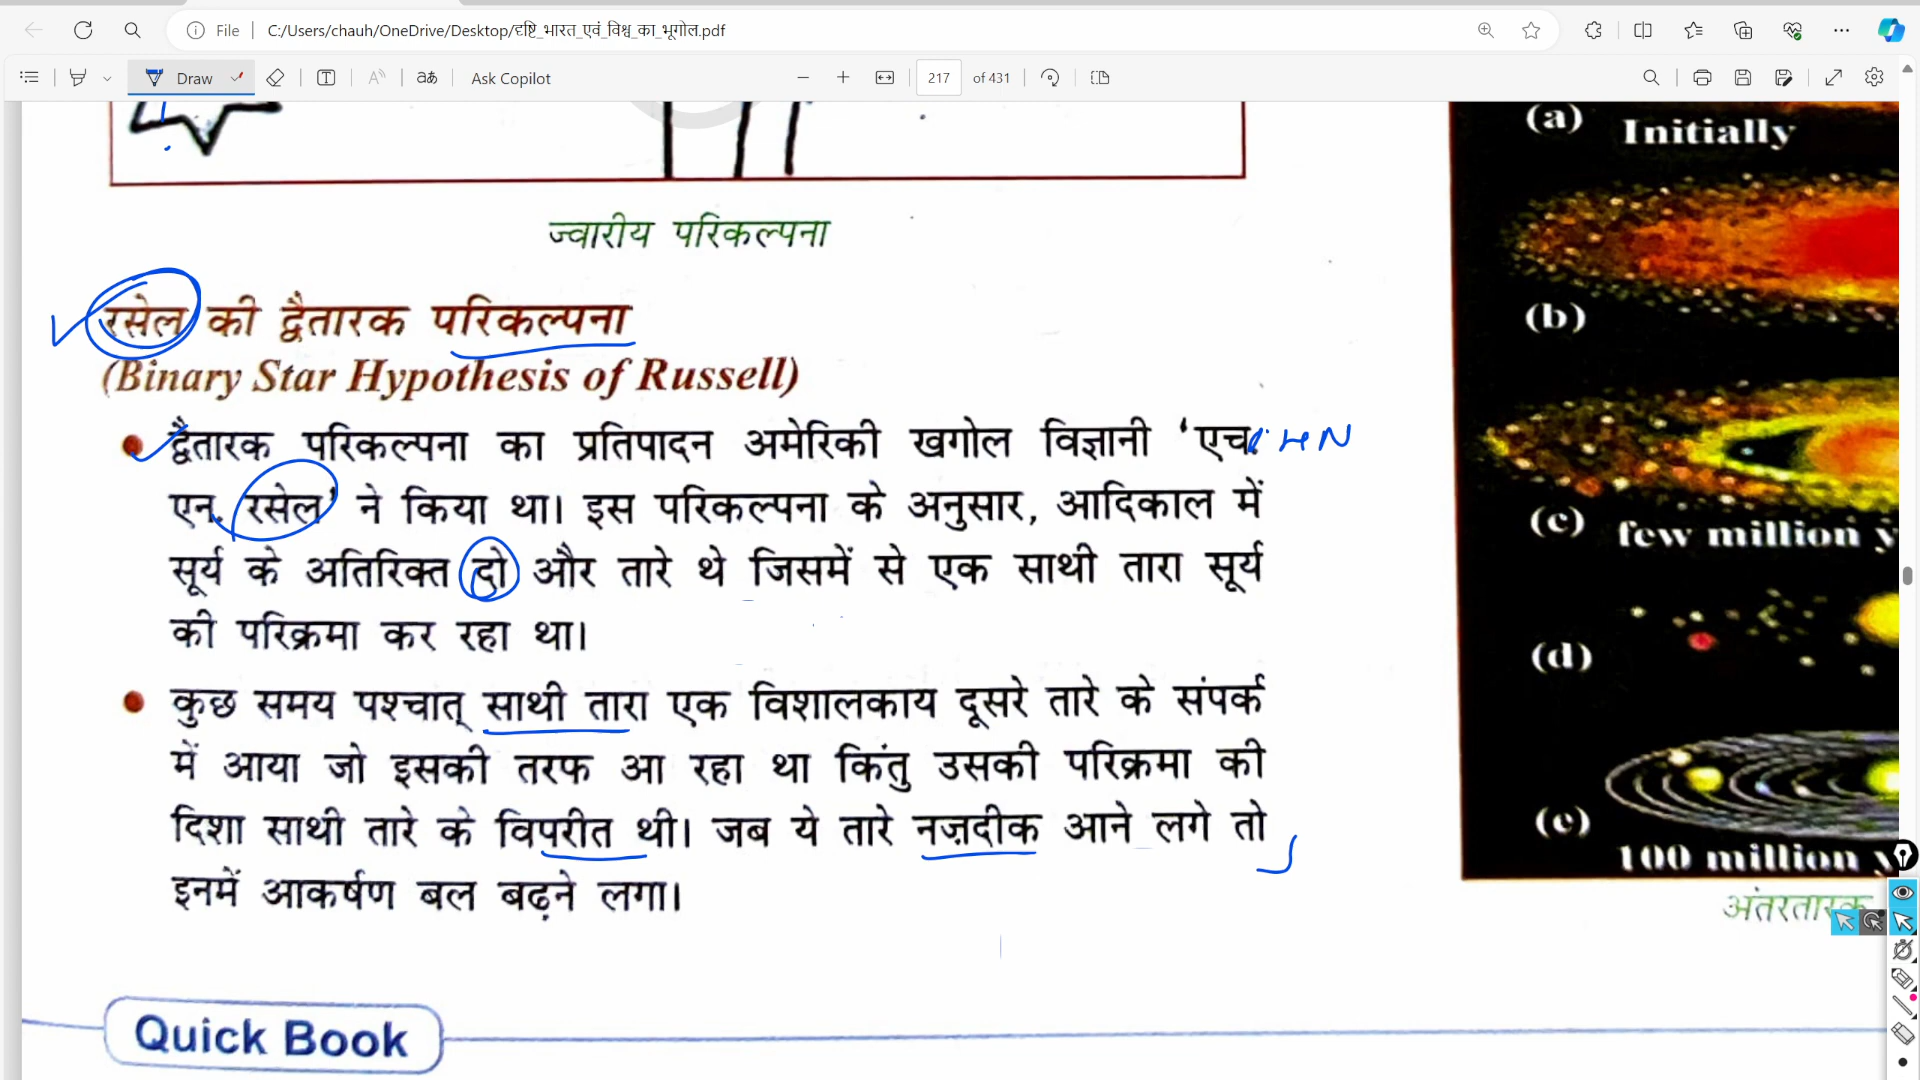 File
C:/Users/chauh/OneDrive/Desktop/दृष्टि_भारत_एवं_विश्व_का_भूगोल.pdf
Draw
Ask Copilot
217 of 431
ज्वारीय परिकल्पना
रसेल की द्वैतारक परिकल्पना
(Binary Star Hypothesis of Russell)
द्वैतारक परिकल्पना का प्रतिपादन अमेरिकी खगोल विज्ञानी 'एच. HN
एन. रसेल' ने किया था। इस परिकल्पना के अनुसार, आदिकाल में
सूर्य के अतिरिक्त दो और तारे थे जिसमें से एक साथी तारा सूर्य
की परिक्रमा कर रहा था।
कुछ समय पश्चात् साथी तारा एक विशालकाय दूसरे तारे के संपर्क
में आया जो इसकी तरफ आ रहा था किंतु उसकी परिक्रमा की
दिशा साथी तारे के विपरीत थी। जब ये तारे नज़दीक आने लगे तो
इनमें आकर्षण बल बढ़ने लगा।
Quick Book
(a) Initially
(b)
(c) few million y
(d)
(e) 100 million y
अंतरतारक